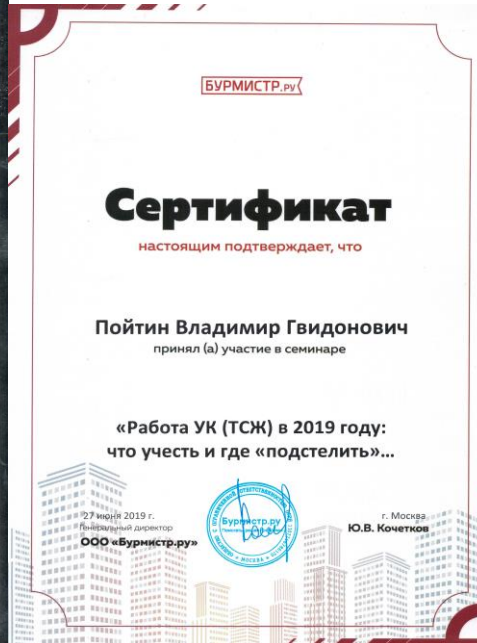 БУРМИСТР.РУ
Сертификат
настоящим подтверждает, что
Пойтин Владимир Гвидонович
принял (а) участие в семинаре
«Работа УК (ТСЖ) в 2019 году:
что учесть и где «подстелить»...
27 июня 2019 г.
г. Москва
Генеральный директор
Ю.В. Кочетков
ООО «Бурмистр.ру»
Бурмистр.ру